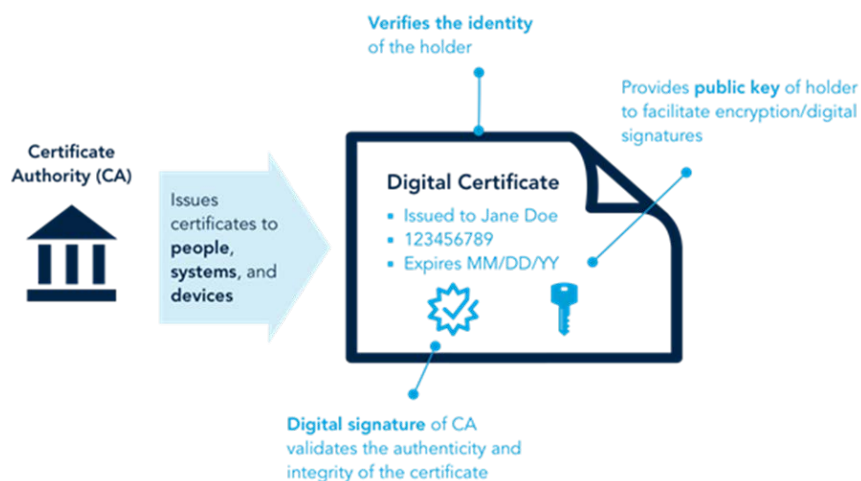 Verifies the identity
of the holder
Provides public key of holder
to facilitate encryption/digital
signatures
Certificate
Authority (CA)
Issues
certificates to
people,
systems, and
devices
Digital Certificate
▪ Issued to Jane Doe
▪ 123456789
▪ Expires MM/DD/YY
Digital signature of CA
validates the authenticity and
integrity of the certificate